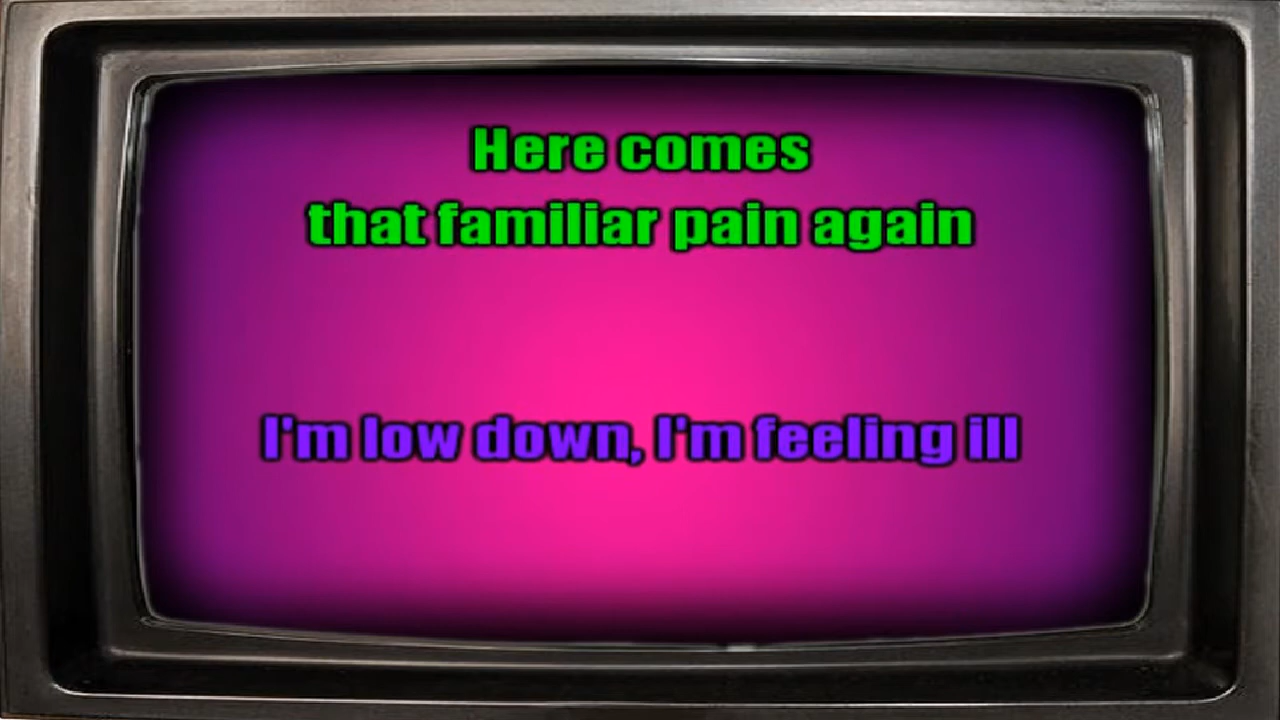 Here comes
that familiar pain again
I'm low down, I'm feeling ill